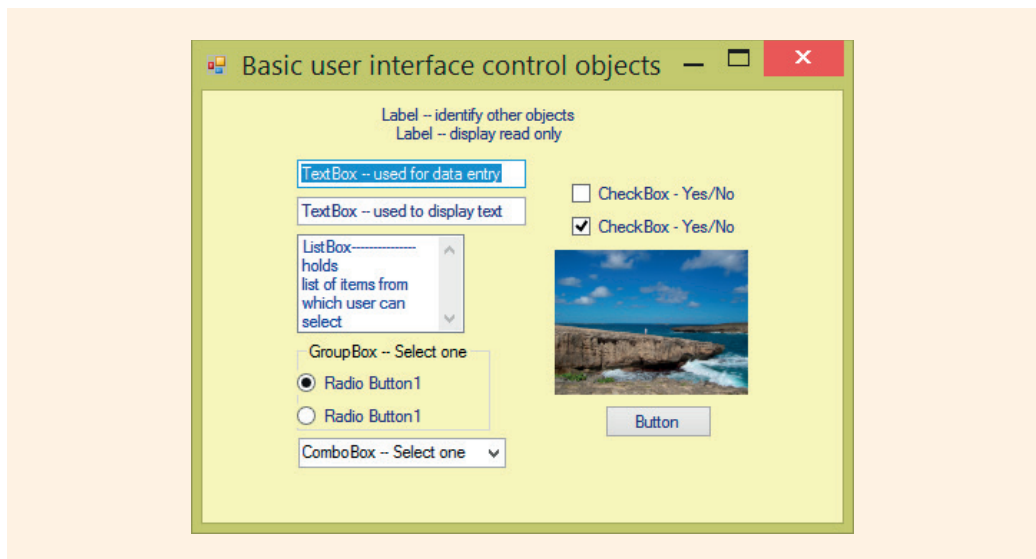 Basic user interface control objects
Label -- identify other objects
Label -- display read only
TextBox -- used for data entry
TextBox -- used to display text
CheckBox - Yes/No
CheckBox - Yes/No
ListBox---------------
holds
list of items from
which user can
select
GroupBox -- Select one
Radio Button1
Radio Button1
ComboBox -- Select one
Button